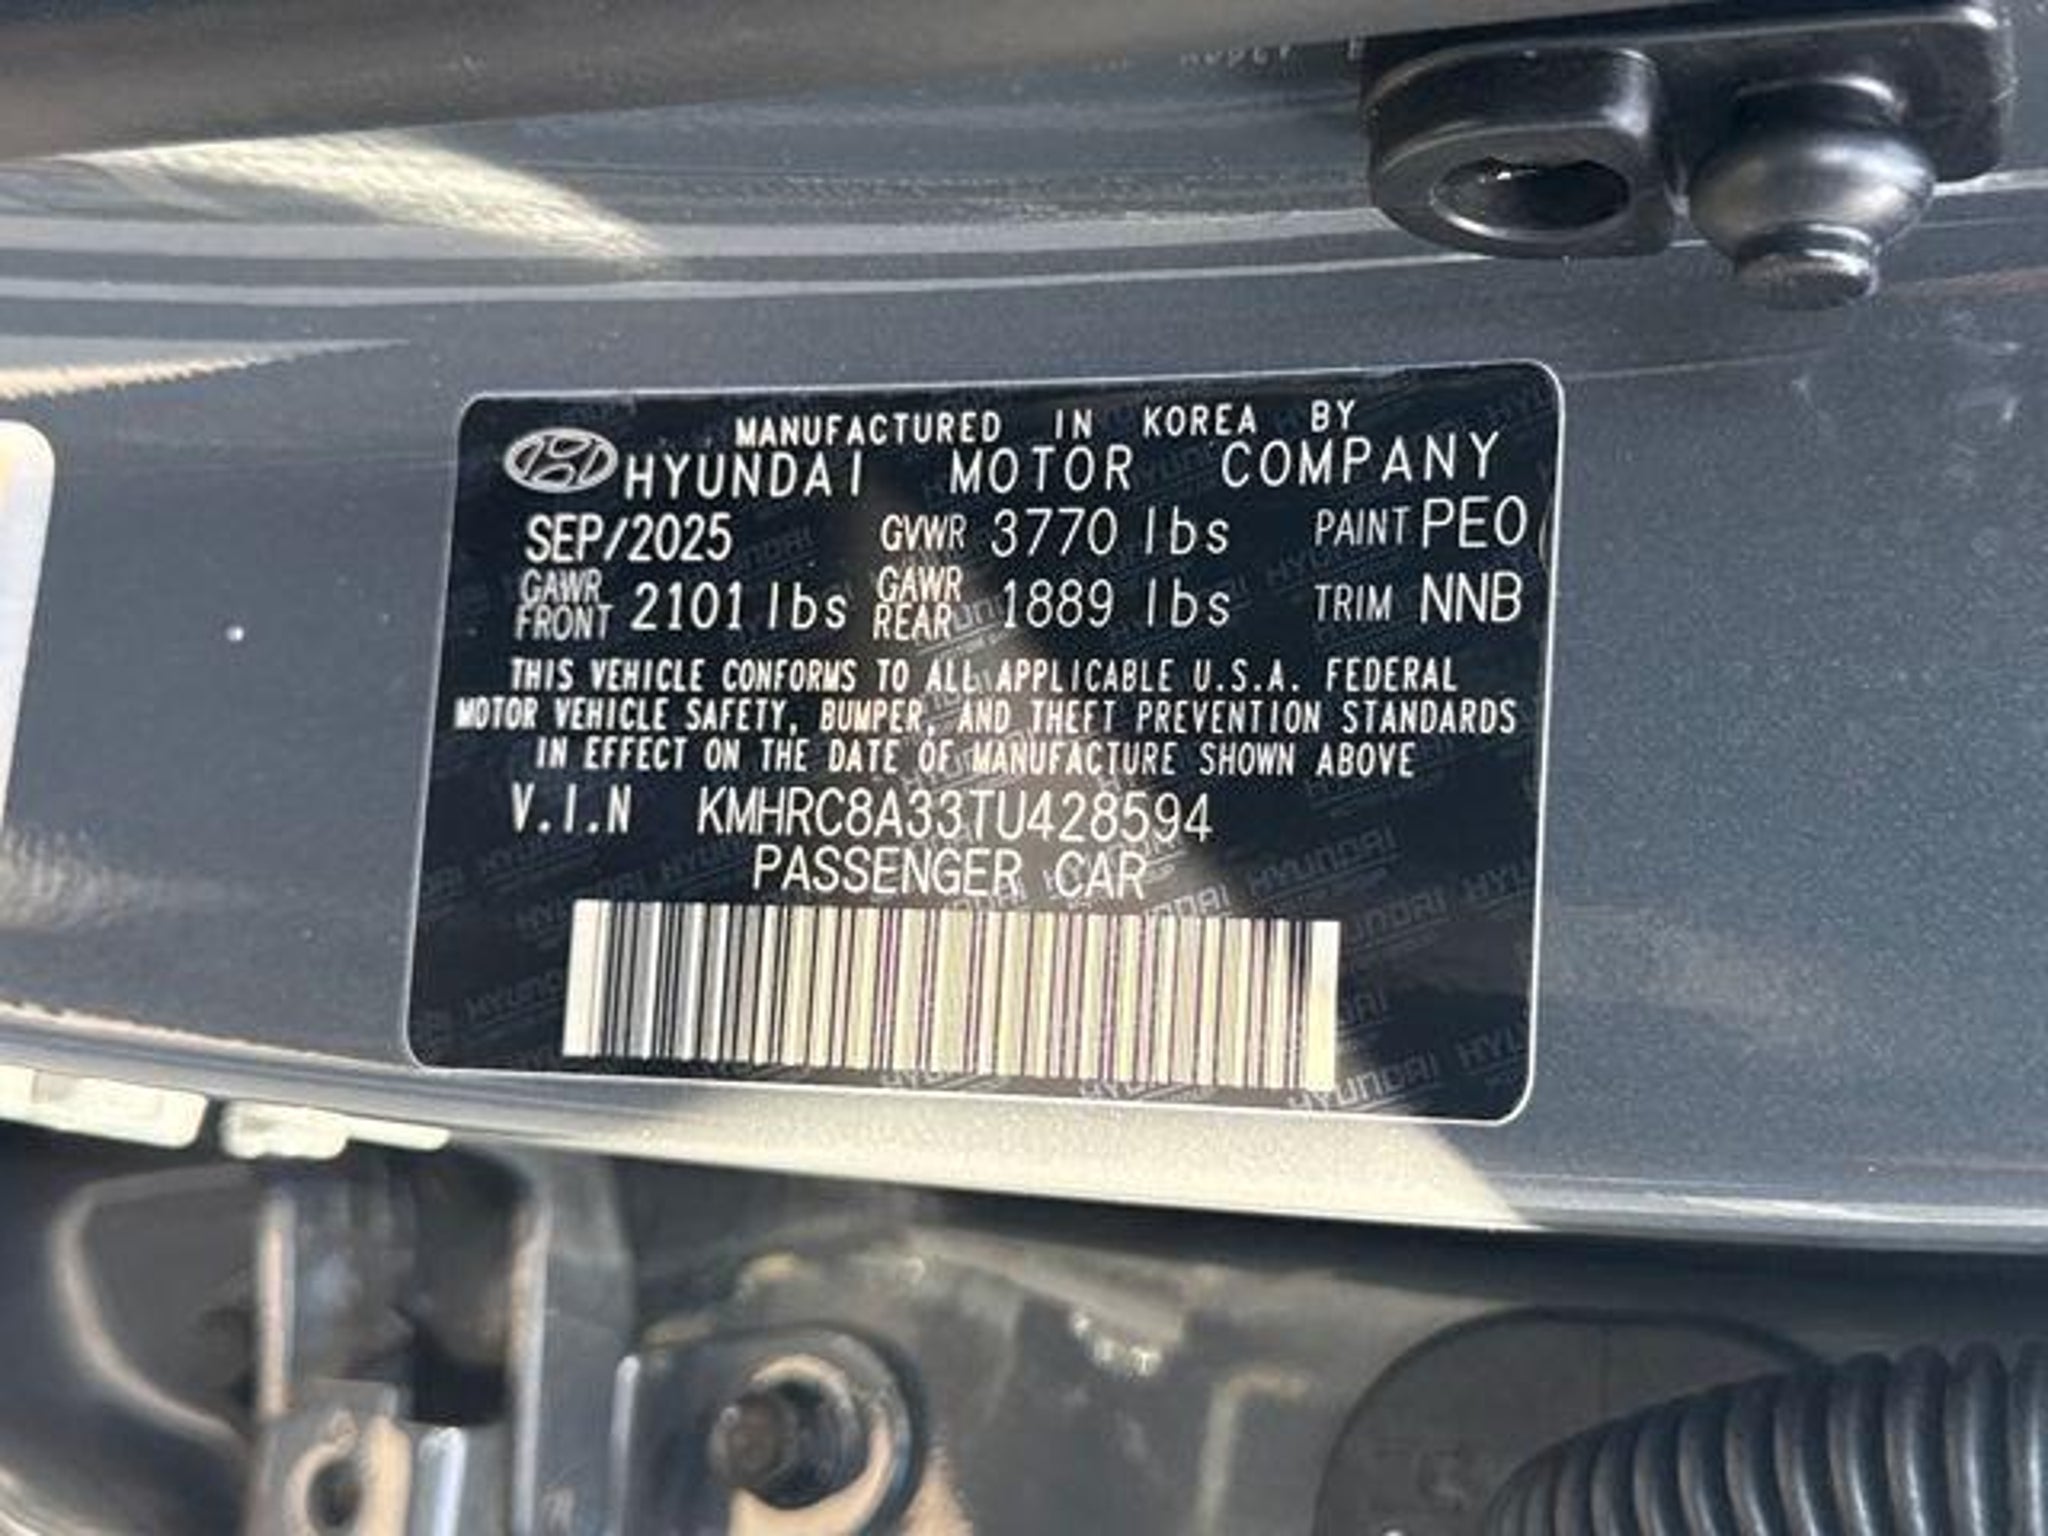 MANUFACTURED IN KOREA BY
HYUNDAI MOTOR COMPANY
SEP/2025 GVWR 3770 lbs PAINT PE0
GAWR FRONT 2101 lbs GAWR REAR 1889 lbs TRIM NNB
THIS VEHICLE CONFORMS TO ALL APPLICABLE U.S.A. FEDERAL
MOTOR VEHICLE SAFETY, BUMPER, AND THEFT PREVENTION STANDARDS
IN EFFECT ON THE DATE OF MANUFACTURE SHOWN ABOVE
V.I.N KMHRC8A33TU428594
PASSENGER CAR